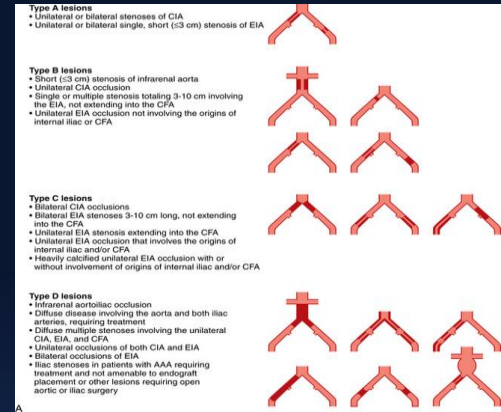 Type A lesions
• Unilateral or bilateral stenoses of CIA
• Unilateral or bilateral single, short (≤3 cm) stenosis of EIA
Type B lesions
• Short (≤3 cm) stenosis of infrarenal aorta
• Unilateral CIA occlusion
• Single or multiple stenosis totaling 3-10 cm involving
the EIA, not extending into the CFA
• Unilateral EIA occlusion not involving the origins of
internal iliac or CFA
Type C lesions
• Bilateral CIA occlusions
• Bilateral EIA stenoses 3-10 cm long, not extending
into the CFA
• Unilateral EIA stenosis extending into the CFA
• Unilateral EIA occlusion that involves the origins of
internal iliac and/or CFA
• Heavily calcified unilateral EIA occlusion with or
without involvement of origins of internal iliac and/or CFA
Type D lesions
• Infrarenal aortoiliac occlusion
• Diffuse disease involving the aorta and both iliac
arteries, requiring treatment
• Diffuse multiple stenoses involving the unilateral
CIA, EIA, and CFA
• Unilateral occlusions of both CIA and EIA
• Bilateral occlusions of EIA
• Iliac stenoses in patients with AAA requiring
treatment and not amenable to endograft
placement or other lesions requiring open
aortic or iliac surgery
A